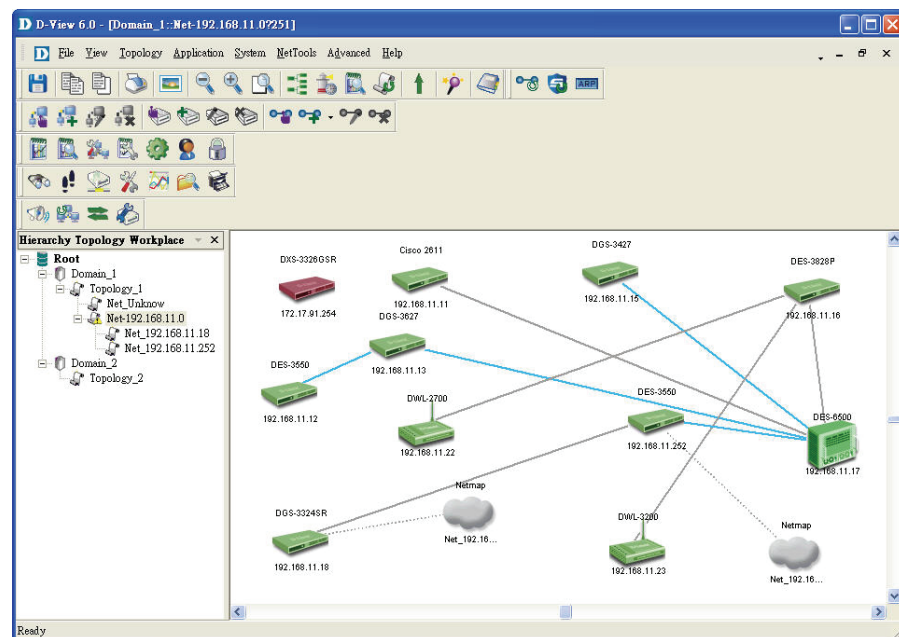 D-View 6.0 - [Domain_1::Net-192.168.11.0?251]
File View Topology Application System NetTools Advanced Help
ARP
Hierarchy Topology Workplace
Root
Domain_1
Topology_1
Net_Unknow
Net-192.168.11.0
Net_192.168.11.18
Net_192.168.11.252
Domain_2
Topology_2
DXS-3326GSR
172.17.91.254
Cisco 2611
192.168.11.11
DGS-3427
192.168.11.15
DES-3828P
192.168.11.16
DGS-3627
192.168.11.13
DES-3550
192.168.11.12
DWL-2700
192.168.11.22
DES-3550
192.168.11.252
DES-6500
192.168.11.17
Netmap
Net_192.16...
DGS-3324SR
192.168.11.18
DWL-3200
192.168.11.23
Netmap
Net_192.16...
Ready